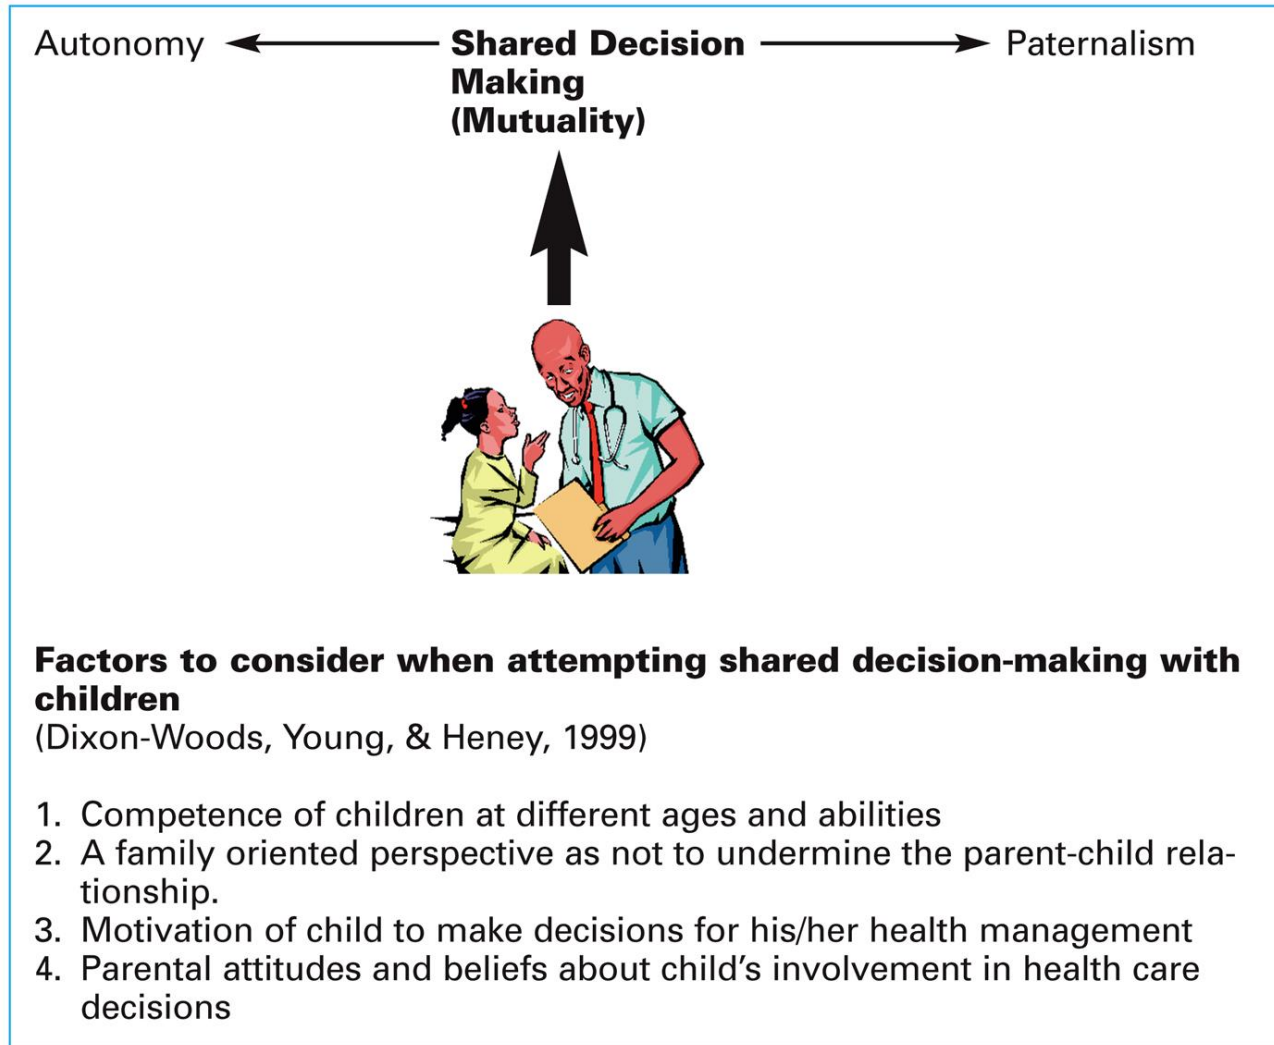 Autonomy Shared Decision Paternalism
Making
(Mutuality)
Factors to consider when attempting shared decision-making with
children
(Dixon-Woods, Young, & Heney, 1999)
1. Competence of children at different ages and abilities
2. A family oriented perspective as not to undermine the parent-child rela-
tionship.
3. Motivation of child to make decisions for his/her health management
4. Parental attitudes and beliefs about child’s involvement in health care
decisions